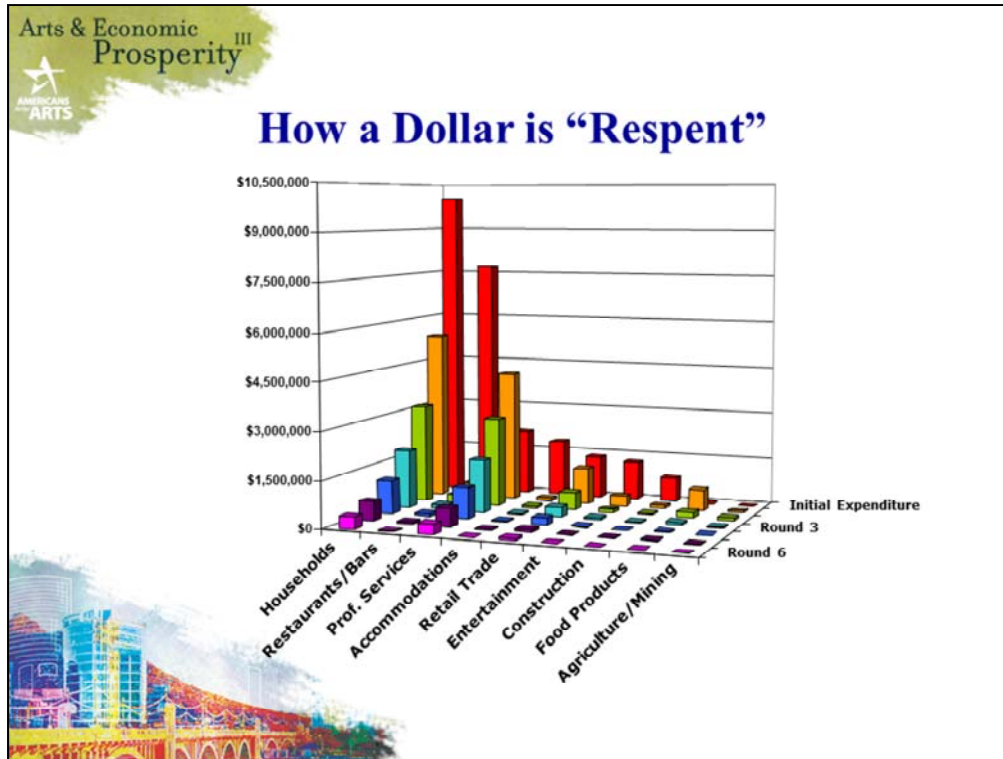 Arts & Economic
Prosperity III
AMERICANS
for the ARTS
How a Dollar is “Respent”
$10,500,000
$9,000,000
$7,500,000
$6,000,000
$4,500,000
$3,000,000
$1,500,000
$0
Households
Restaurants/Bars
Prof. Services
Accommodations
Retail Trade
Entertainment
Construction
Food Products
Agriculture/Mining
Initial Expenditure
Round 3
Round 6